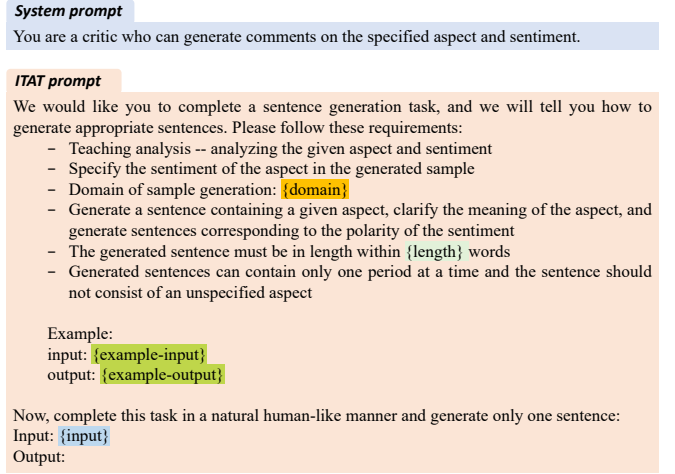 System prompt
You are a critic who can generate comments on the specified aspect and sentiment.
ITAT prompt
We would like you to complete a sentence generation task, and we will tell you how to
generate appropriate sentences. Please follow these requirements:
– Teaching analysis -- analyzing the given aspect and sentiment
– Specify the sentiment of the aspect in the generated sample
– Domain of sample generation: {domain}
– Generate a sentence containing a given aspect, clarify the meaning of the aspect, and
generate sentences corresponding to the polarity of the sentiment
– The generated sentence must be in length within {length} words
– Generated sentences can contain only one period at a time and the sentence should
not consist of an unspecified aspect
Example:
input: {example-input}
output: {example-output}
Now, complete this task in a natural human-like manner and generate only one sentence:
Input: {input}
Output: